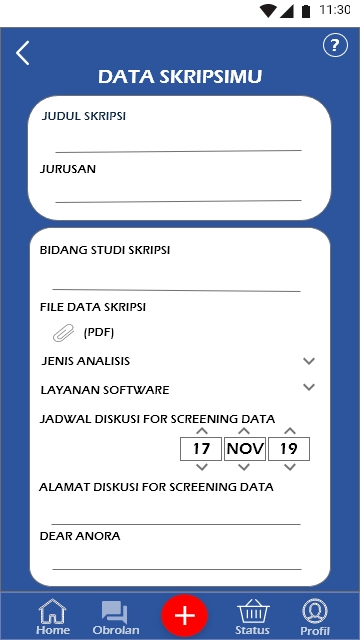 11:30
?
DATA SKRIPSIMU
JUDUL SKRIPSI
JURUSAN
BIDANG STUDI SKRIPSI
FILE DATA SKRIPSI
(PDF)
JENIS ANALISIS
LAYANAN SOFTWARE
JADWAL DISKUSI FOR SCREENING DATA
17 NOV 19
ALAMAT DISKUSI FOR SCREENING DATA
DEAR ANORA
Home Obrolan Status Profil